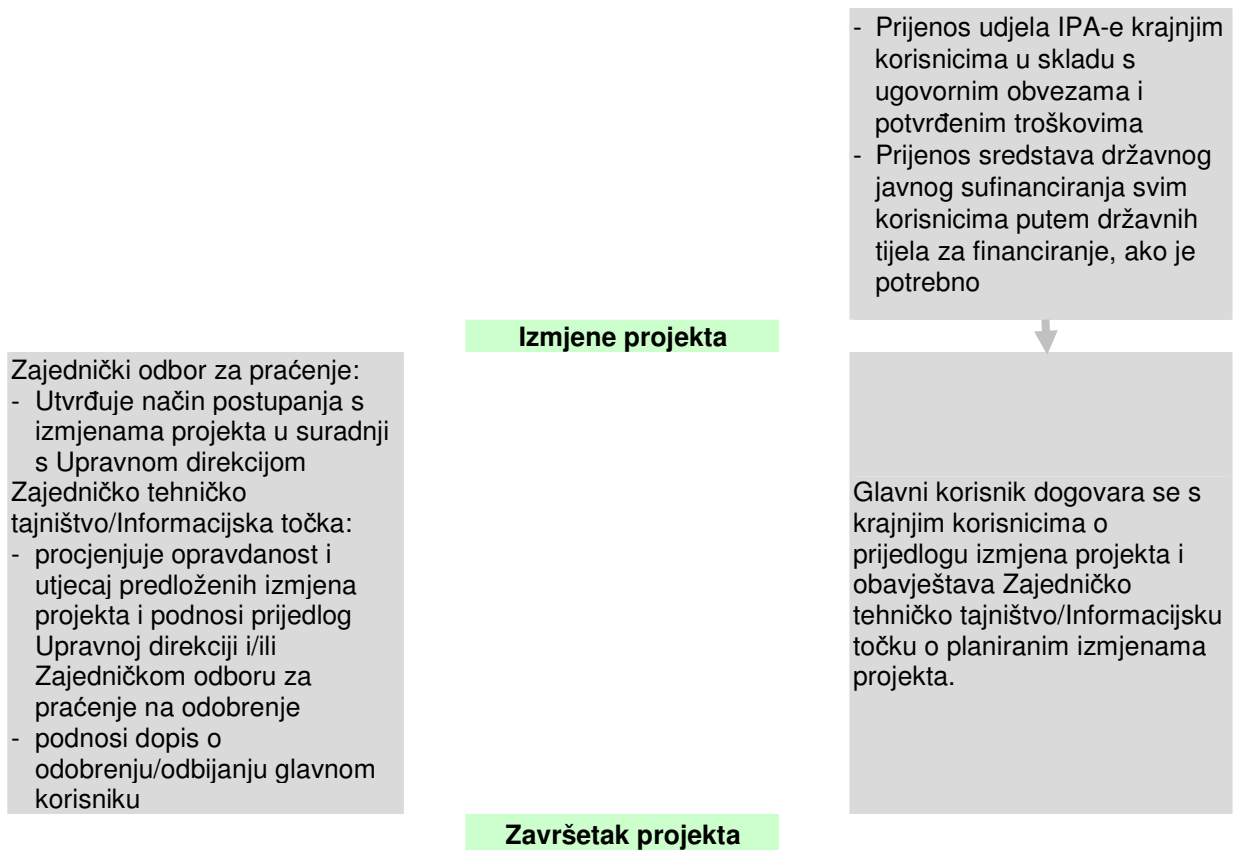 - Prijenos udjela IPA-e krajnjim
korisnicima u skladu s
ugovornim obvezama i
potvrđenim troškovima
- Prijenos sredstava državnog
javnog sufinanciranja svim
korisnicima putem državnih
tijela za financiranje, ako je
potrebno
Izmjene projekta
Zajednički odbor za praćenje:
- Utvrđuje način postupanja s
izmjenama projekta u suradnji
s Upravnom direkcijom
Zajedničko tehničko
tajništvo/Informacijska točka:
- procjenjuje opravdanost i
utjecaj predloženih izmjena
projekta i podnosi prijedlog
Upravnoj direkciji i/ili
Zajedničkom odboru za
praćenje na odobrenje
- podnosi dopis o
odobrenju/odbijanju glavnom
korisniku
Glavni korisnik dogovara se s
krajnjim korisnicima o
prijedlogu izmjena projekta i
obavještava Zajedničko
tehničko tajništvo/Informacijsku
točku o planiranim izmjenama
projekta.
Završetak projekta